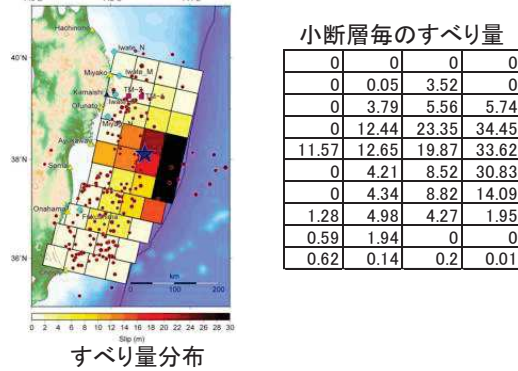 Hachinohe
40˚N
Iwate_N
Miyako
Iwate_M
Kamaishi
TM-2
Ofunato
38˚N
Soma
Onahama
Fukushima
36˚N
km
0 100 200
0 2 4 6 8 10 12 14 16 18 20 22 24 26 28 30
Slip (m)
すべり量分布
小断層毎のすべり量
0 0 0 0
0 0.05 3.52 0
0 3.79 5.56 5.74
0 12.44 23.35 34.45
11.57 12.65 19.87 33.62
0 4.21 8.52 30.83
0 4.34 8.82 14.09
1.28 4.98 4.27 1.95
0.59 1.94 0 0
0.62 0.14 0.2 0.01